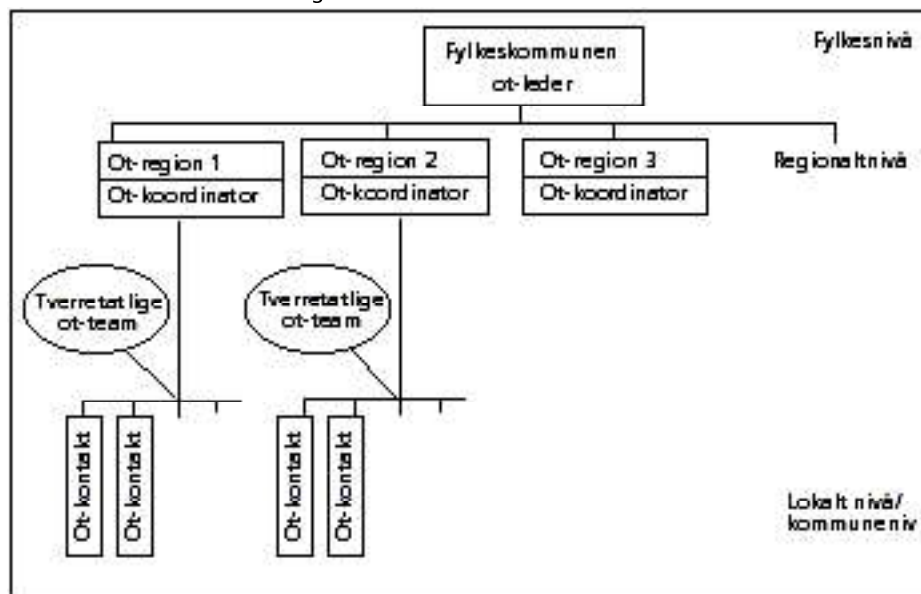 Fylkesnivå
Fylkeskommunen
ot-leder
Ot-region 1
Ot-koordinator
Ot-region 2
Ot-koordinator
Ot-region 3
Ot-koordinator
Regionalt nivå
Tverretatlige
ot-team
Tverretatlige
ot-team
Ot-kontakt
Ot-kontakt
Ot-kontakt
Ot-kontakt
Lokalt nivå/
kommuneniv